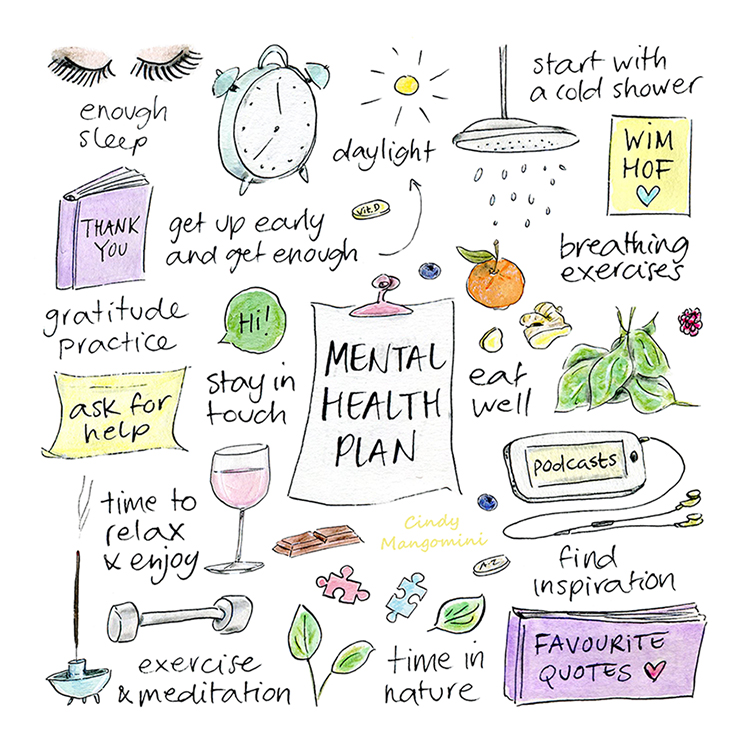 enough
sleep
daylight
start with
a cold shower
WIM
HOF
THANK
YOU
get up early
and get enough
Vit.D
breathing
exercises
gratitude
practice
Hi!
stay in
touch
MENTAL
HEALTH
PLAN
eat
well
ask for
help
PODCASTS
time to
relax
& enjoy
Cindy
Mangomini
A-Z
find
inspiration
exercise
& meditation
time in
nature
FAVOURITE
QUOTES